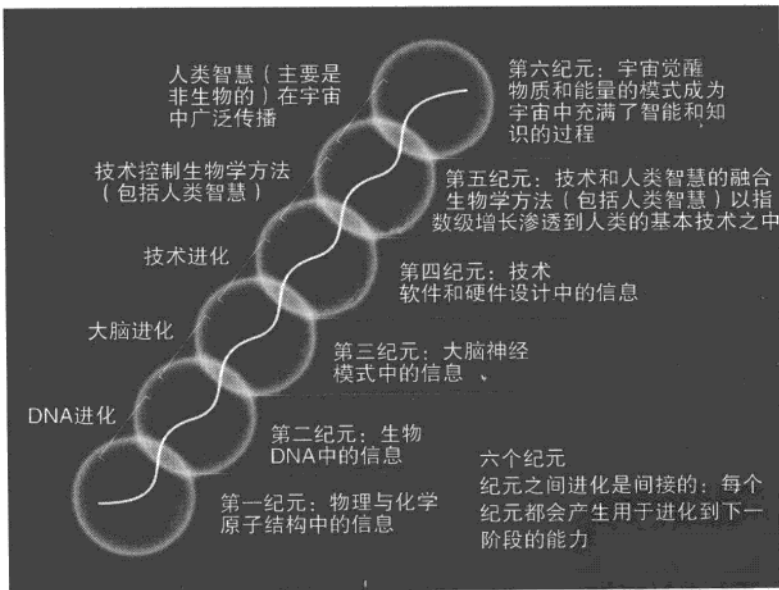 人类智慧（主要是
非生物的）在宇宙
中广泛传播
第六纪元：宇宙觉醒
物质和能量的模式成为
宇宙中充满了智能和知
识的过程
技术控制生物学方法
（包括人类智慧）
第五纪元：技术和人类智慧的融合
生物学方法（包括人类智慧）以指
数级增长渗透到人类的基本技术之中
技术进化
第四纪元：技术
软件和硬件设计中的信息
大脑进化
第三纪元：大脑神经
模式中的信息
DNA进化
第二纪元：生物
DNA中的信息
第一纪元：物理与化学
原子结构中的信息
六个纪元
纪元之间进化是间接的：每个
纪元都会产生用于进化到下一
阶段的能力